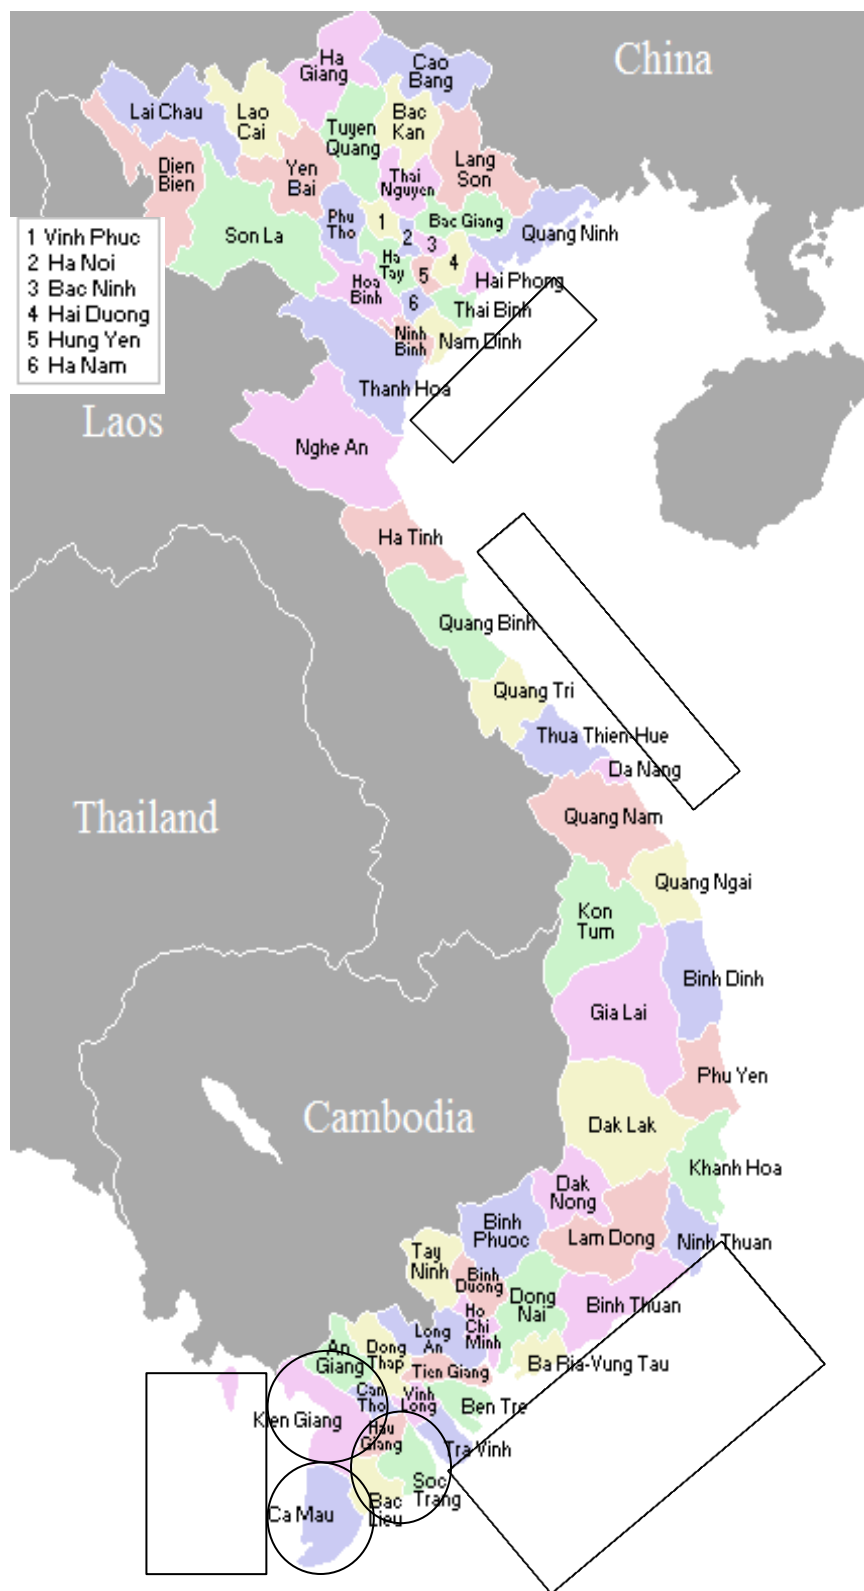 China
Ha
Giang
Cao
Bang
Lai Chau
Lao
Cai
Tuyen
Quang
Bac
Kan
Dien
Bien
Yen
Bai
Thai
Nguyen
Lang
Son
Son La
Phu
Tho
1
2
3
Bac Giang
Quang Ninh
1 Vinh Phuc
2 Ha Noi
3 Bac Ninh
4 Hai Duong
5 Hung Yen
6 Ha Nam
Hoa
Binh
Ha
Tay
4
5
6
Hai Phong
Thai Binh
Ninh
Binh
Nam Dinh
Thanh Hoa
Laos
Nghe An
Ha Tinh
Quang Binh
Quang Tri
Thua Thien-Hue
Da Nang
Thailand
Quang Nam
Quang Ngai
Kon
Tum
Binh Dinh
Gia Lai
Phu Yen
Cambodia
Dak Lak
Khanh Hoa
Dak
Nong
Binh
Phuoc
Lam Dong
Ninh Thuan
Tay
Ninh
Binh
Duong
Dong
Nai
Binh Thuan
Ho
Chi
Minh
Long
An
An
Giang
Dong
Thap
Tien Giang
Ba Ria-Vung Tau
Can
Tho
Vinh
Long
Ben Tre
Kien Giang
Hau
Giang
Tra Vinh
Soc
Trang
Bac
Lieu
Ca Mau